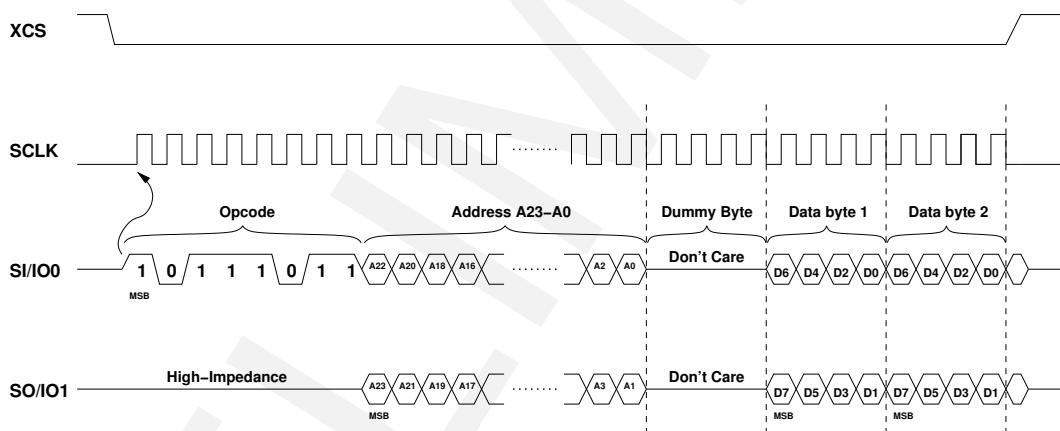 XCS
SCLK
Opcode Address A23–A0 Dummy Byte Data byte 1 Data byte 2
SI/IO0 1 0 1 1 1 0 1 1 A22 A20 A18 A16 ........ A2 A0 Don't Care D6 D4 D2 D0 D6 D4 D2 D0
MSB
SO/IO1 High–Impedance A23 A21 A19 A17 ........ A3 A1 Don't Care D7 D5 D3 D1 D7 D5 D3 D1
MSB MSB MSB